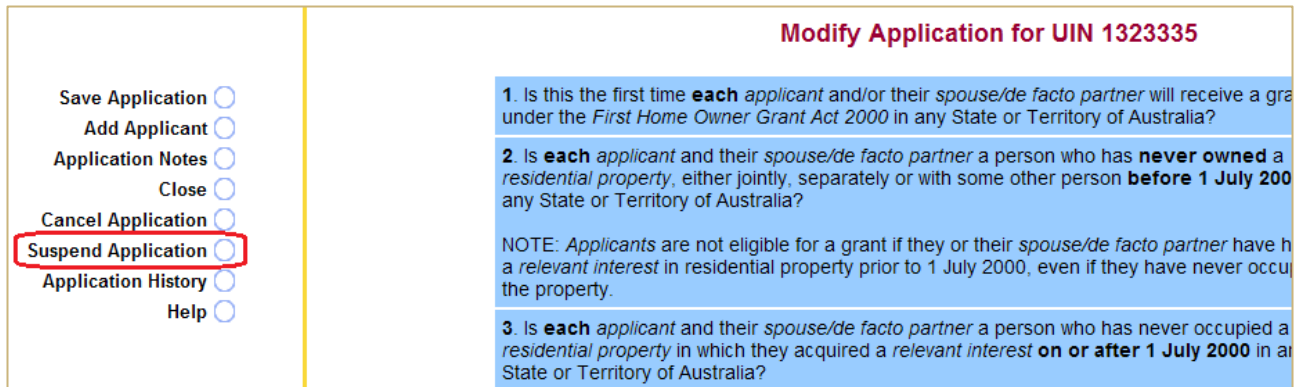 Modify Application for UIN 1323335
Save Application
Add Applicant
Application Notes
Close
Cancel Application
Suspend Application
Application History
Help
1. Is this the first time each applicant and/or their spouse/de facto partner will receive a gra
under the First Home Owner Grant Act 2000 in any State or Territory of Australia?
2. Is each applicant and their spouse/de facto partner a person who has never owned a
residential property, either jointly, separately or with some other person before 1 July 200
any State or Territory of Australia?
NOTE: Applicants are not eligible for a grant if they or their spouse/de facto partner have h
a relevant interest in residential property prior to 1 July 2000, even if they have never occu
the property.
3. Is each applicant and their spouse/de facto partner a person who has never occupied a
residential property in which they acquired a relevant interest on or after 1 July 2000 in a
State or Territory of Australia?